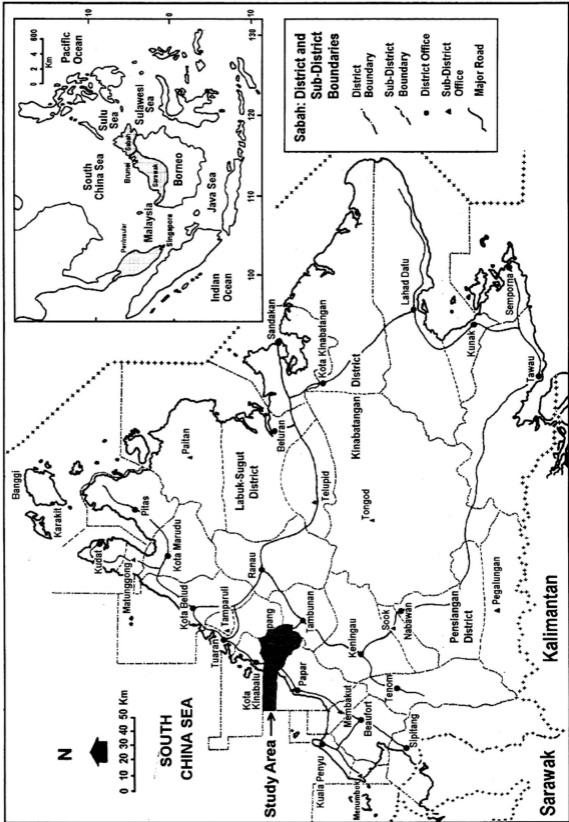 N
0 10 20 30 40 50 Km
SOUTH
CHINA SEA
Study Area
Banggi
Karakit
Kudat
Matunggong
Pitas
Kota Marudu
Paitan
Kota Belud
Tamparuli
Tuaran
Kota
Kinabalu
pang
Ranau
Labuk-Sugut
District
Beluran
Sandakan
Telupid
Kota Kinabatangan
Kinabatangan District
Tongod
Papar
Tambunan
Keningau
Membakut
Beaufort
Kuala Penyu
Menumbok
Sipitang
Tenom
Sook
Nabawan
Pensiangan
District
Pegalungan
Lahad Datu
Kunak
Semporna
Tawau
Sarawak
Kalimantan
0 2 4 600
Km
Pacific
Ocean
Sulu
Sea
Sulawesi
Sea
South
China Sea
Brunei
Sabah
Sarawak
Borneo
Peninsular
Malaysia
Singapore
Java Sea
Indian
Ocean
10
0
100
110
120
130
Sabah: District and
Sub-District
Boundaries
District
Boundary
Sub-District
Boundary
District Office
Sub-District
Office
Major Road